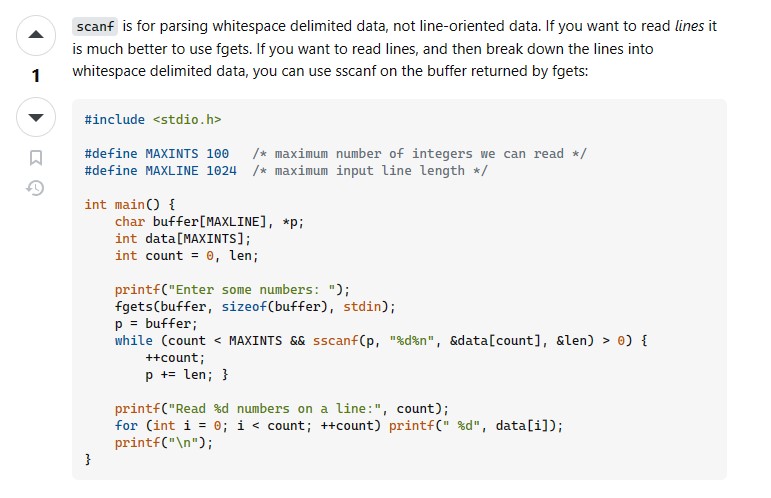 scanf is for parsing whitespace delimited data, not line-oriented data. If you want to read lines it
is much better to use fgets. If you want to read lines, and then break down the lines into
1
whitespace delimited data, you can use sscanf on the buffer returned by fgets:
#include <stdio.h>
#define MAXINTS 100   /* maximum number of integers we can read */
#define MAXLINE 1024  /* maximum input line length */
int main() {
    char buffer[MAXLINE], *p;
    int data[MAXINTS];
    int count = 0, len;
    printf("Enter some numbers: ");
    fgets(buffer, sizeof(buffer), stdin);
    p = buffer;
    while (count < MAXINTS && sscanf(p, "%d%n", &data[count], &len) > 0) {
        ++count;
        p += len; }
    printf("Read %d numbers on a line:", count);
    for (int i = 0; i < count; ++count) printf(" %d", data[i]);
    printf("\n");
}